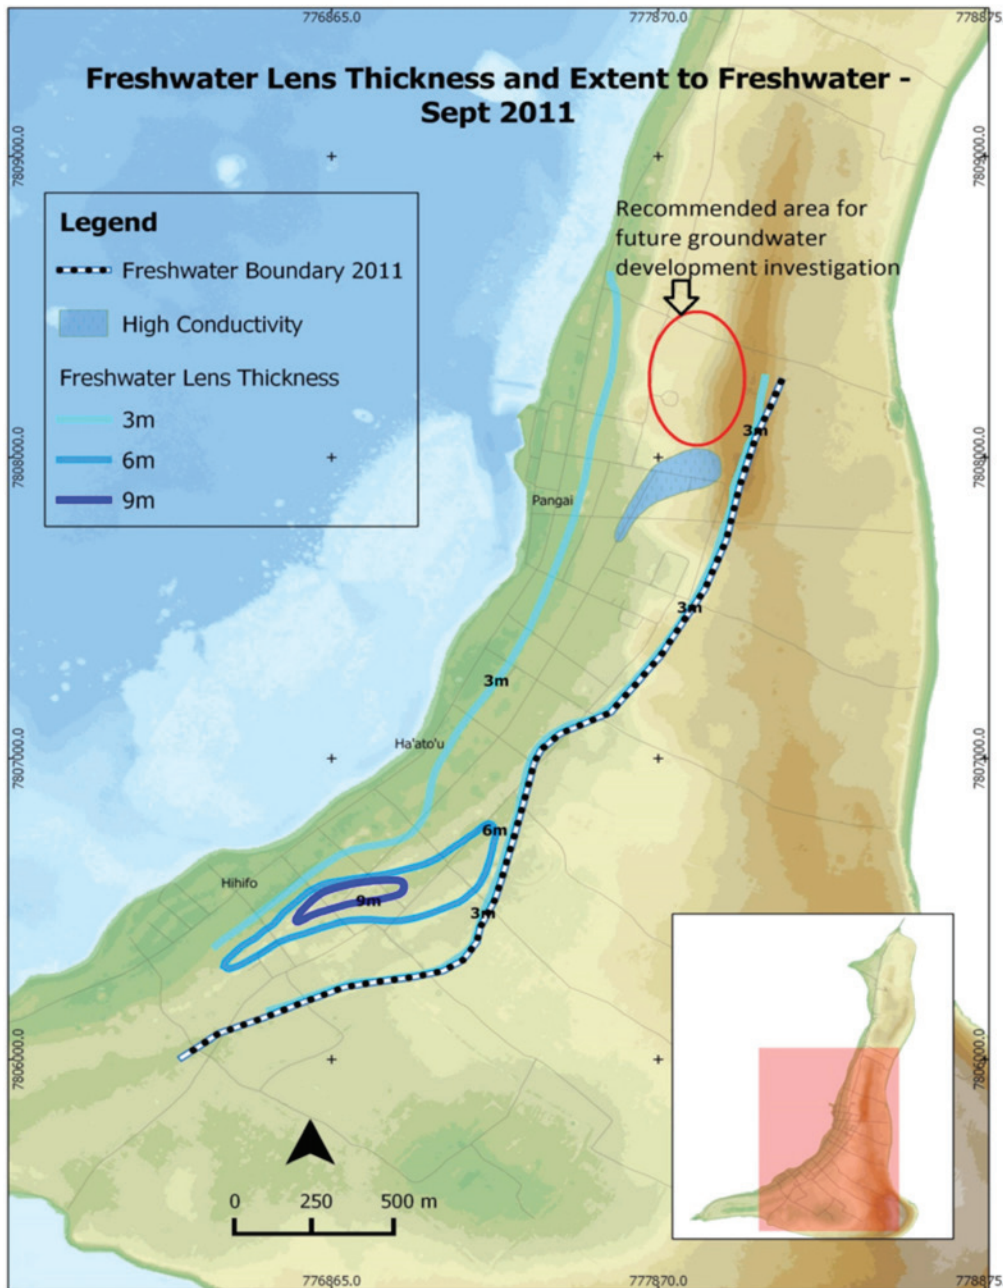 776865.0
777870.0
778875
Freshwater Lens Thickness and Extent to Freshwater -
Sept 2011
7809000.0
7809000.0
Legend
Freshwater Boundary 2011
High Conductivity
Freshwater Lens Thickness
3m
6m
9m
Recommended area for
future groundwater
development investigation
3m
7808000.0
7808000.0
Pangai
3m
3m
Ha'ato'u
7807000.0
7807000.0
6m
Hihifo
9m
3m
7806000.0
7806000.0
0 250 500 m
776865.0
777870.0
778875